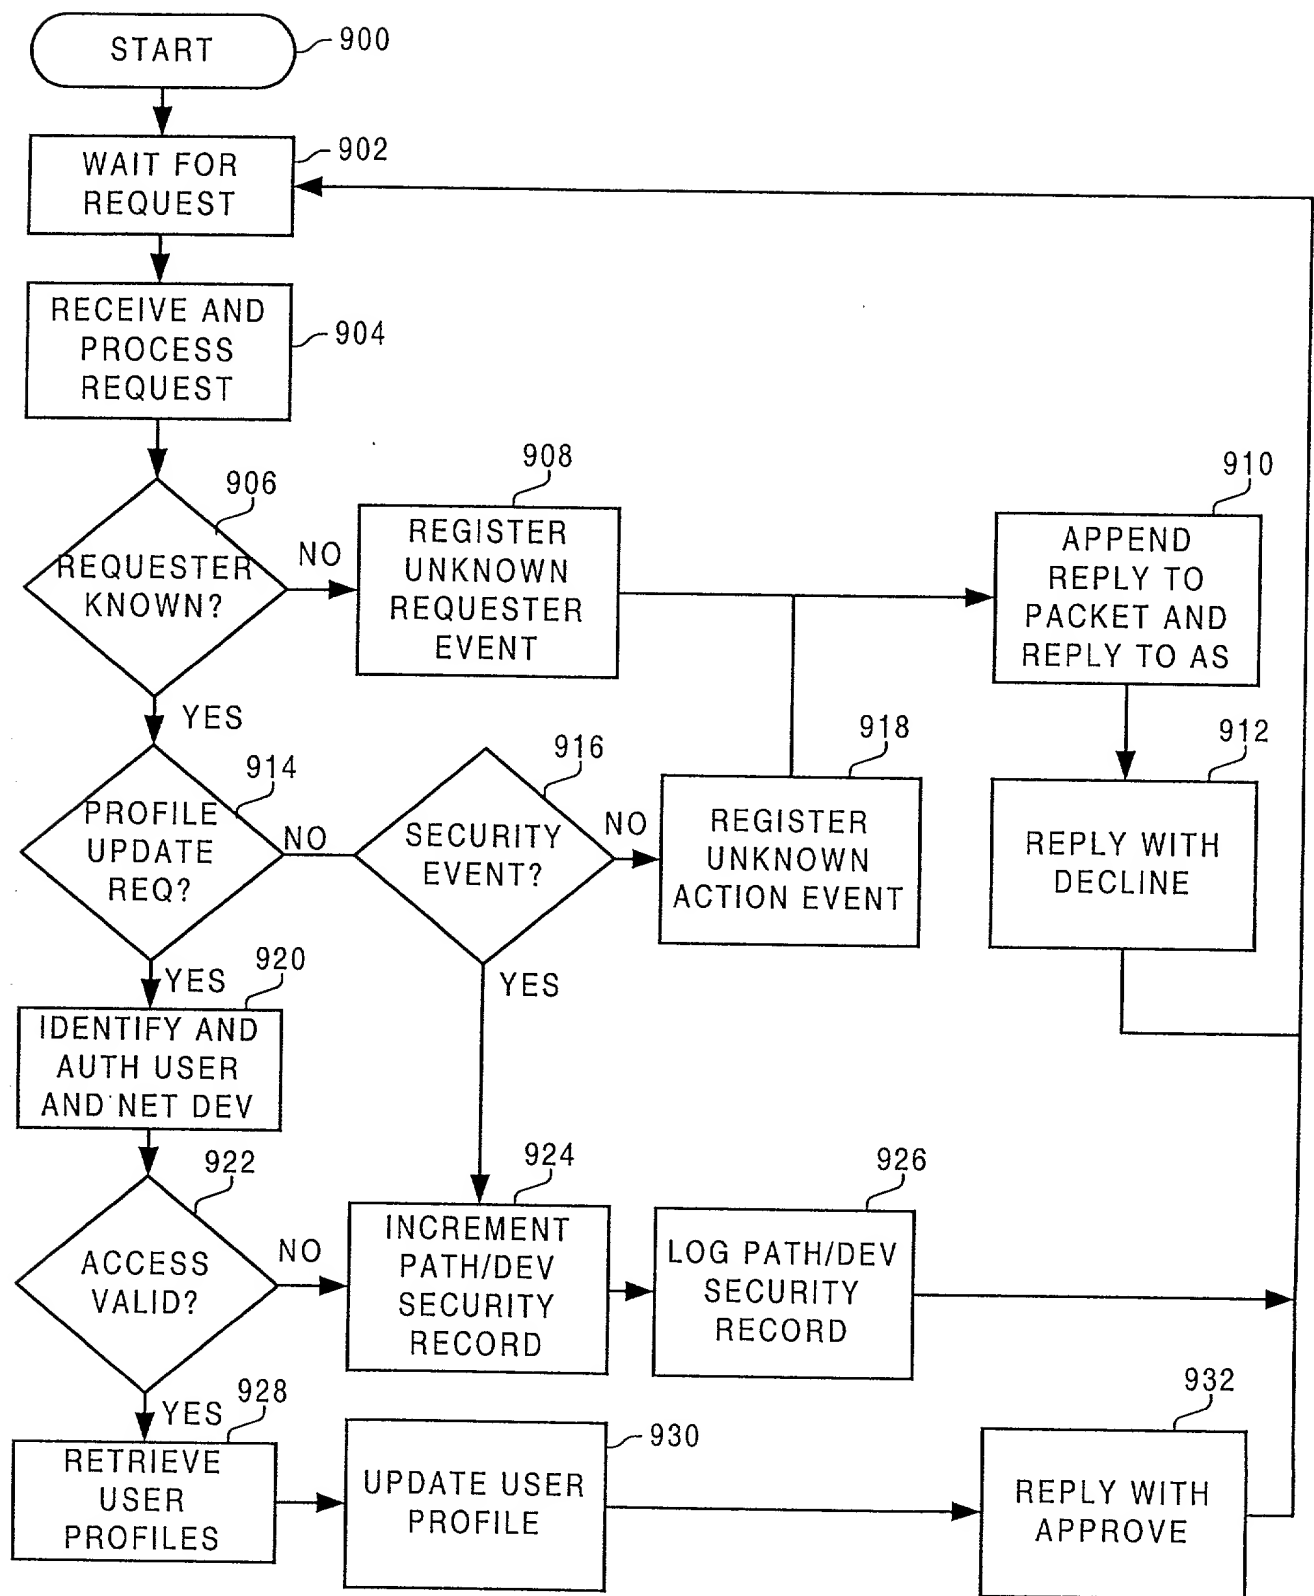 START
900
WAIT FOR
REQUEST
902
RECEIVE AND
PROCESS
REQUEST
904
906
REQUESTER
KNOWN?
NO
YES
908
REGISTER
UNKNOWN
REQUESTER
EVENT
910
APPEND
REPLY TO
PACKET AND
REPLY TO AS
912
REPLY WITH
DECLINE
914
PROFILE
UPDATE
REQ?
NO
YES
916
SECURITY
EVENT?
NO
YES
918
REGISTER
UNKNOWN
ACTION EVENT
920
IDENTIFY AND
AUTH USER
AND NET DEV
922
ACCESS
VALID?
NO
YES
924
INCREMENT
PATH/DEV
SECURITY
RECORD
926
LOG PATH/DEV
SECURITY
RECORD
928
RETRIEVE
USER
PROFILES
930
UPDATE USER
PROFILE
932
REPLY WITH
APPROVE